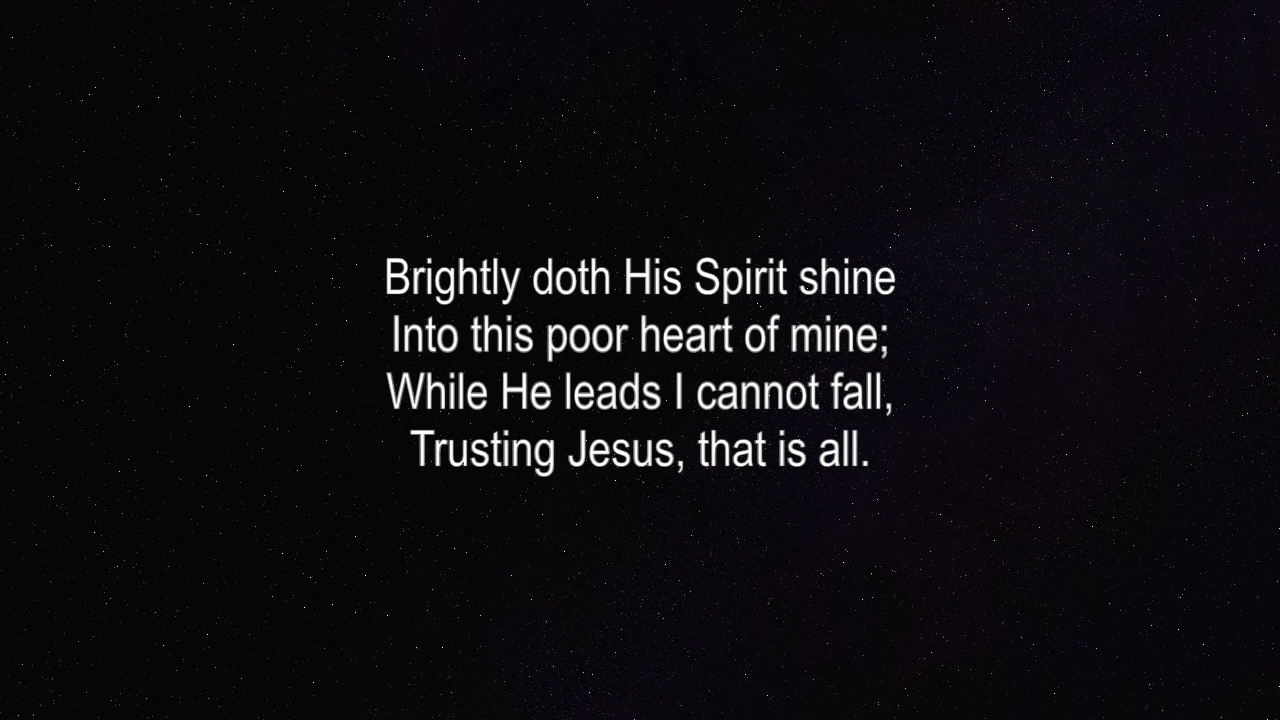 Brightly doth His Spirit shine
Into this poor heart of mine;
While He leads I cannot fall,
Trusting Jesus, that is all.